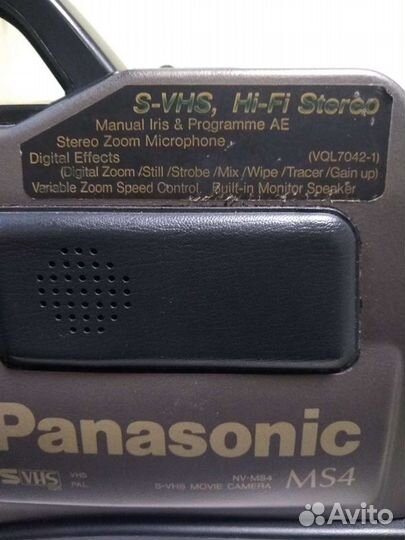 S-VHS, Hi-Fi Stereo
Manual Iris & Programme AE
Stereo Zoom Microphone
Digital Effects (VQL7042-1)
(Digital Zoom /Still /Strobe /Mix /Wipe /Tracer /Gain up)
Variable Zoom Speed Control, Built-in Monitor Speaker
Panasonic
SVHS VHS PAL NV-MS4
S-VHS MOVIE CAMERA MS4
Avito